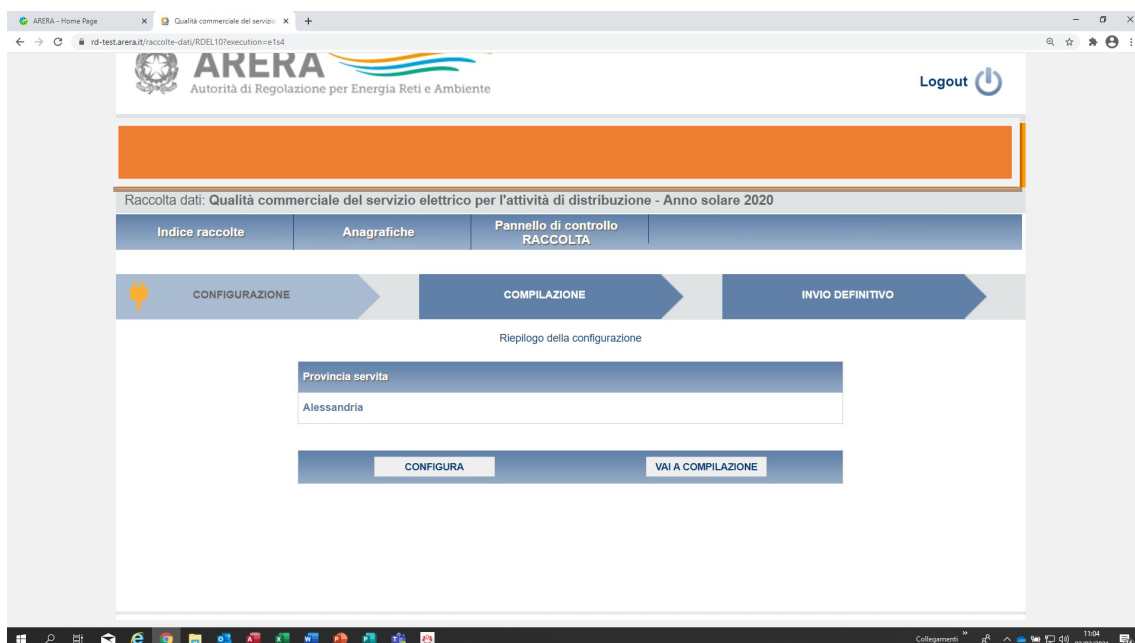 ARERA - Home Page
Qualità commerciale del servizio
rd-test.arera.it/raccolte-dati/RDEL10?execution=e1s4
ARERA
Autorità di Regolazione per Energia Reti e Ambiente
Logout
Raccolta dati: Qualità commerciale del servizio elettrico per l'attività di distribuzione - Anno solare 2020
Indice raccolte
Anagrafiche
Pannello di controllo
RACCOLTA
CONFIGURAZIONE
COMPILAZIONE
INVIO DEFINITIVO
Riepilogo della configurazione
Provincia servita
Alessandria
CONFIGURA
VAI A COMPILAZIONE
Collegamenti
11:04